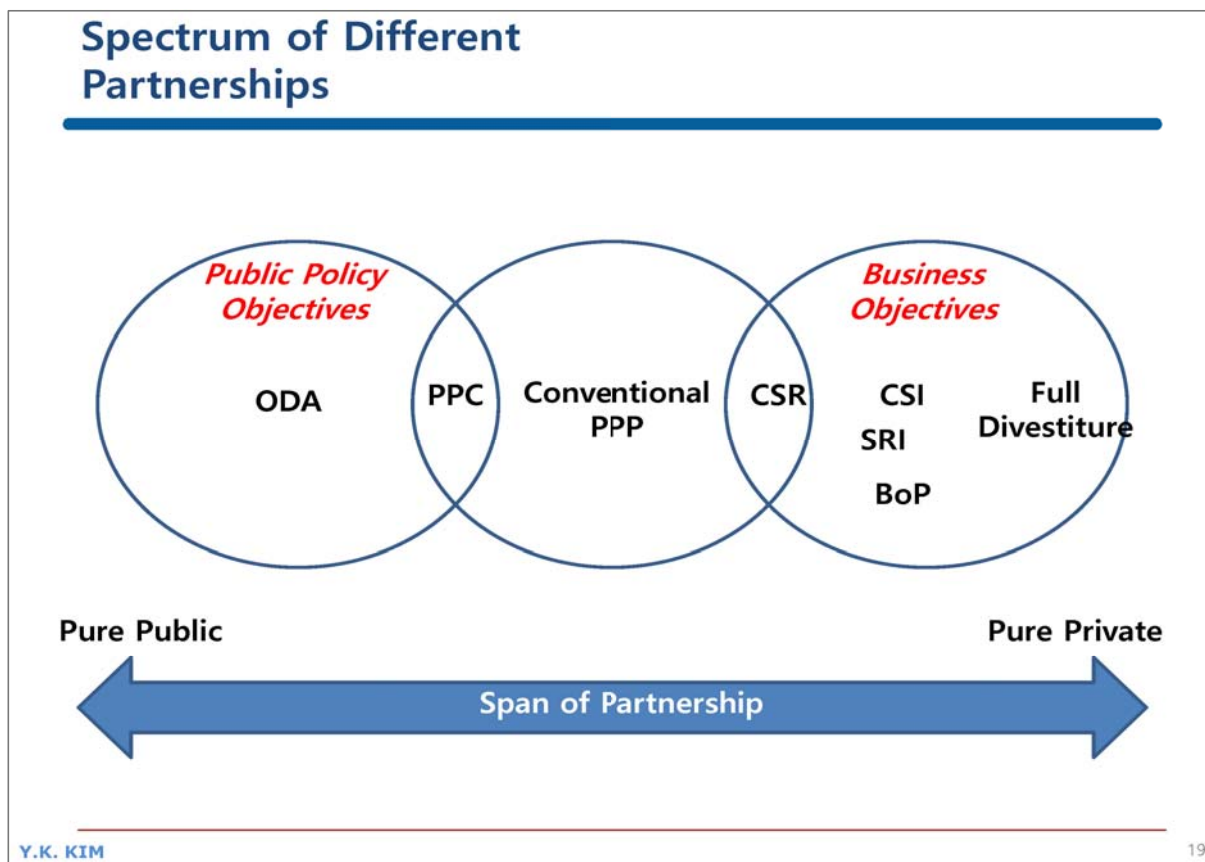 Spectrum of Different
Partnerships
Public Policy
Objectives
Business
Objectives
ODA
PPC
Conventional
PPP
CSR
CSI
SRI
BoP
Full
Divestiture
Pure Public
Pure Private
Span of Partnership
Y.K. KIM
19